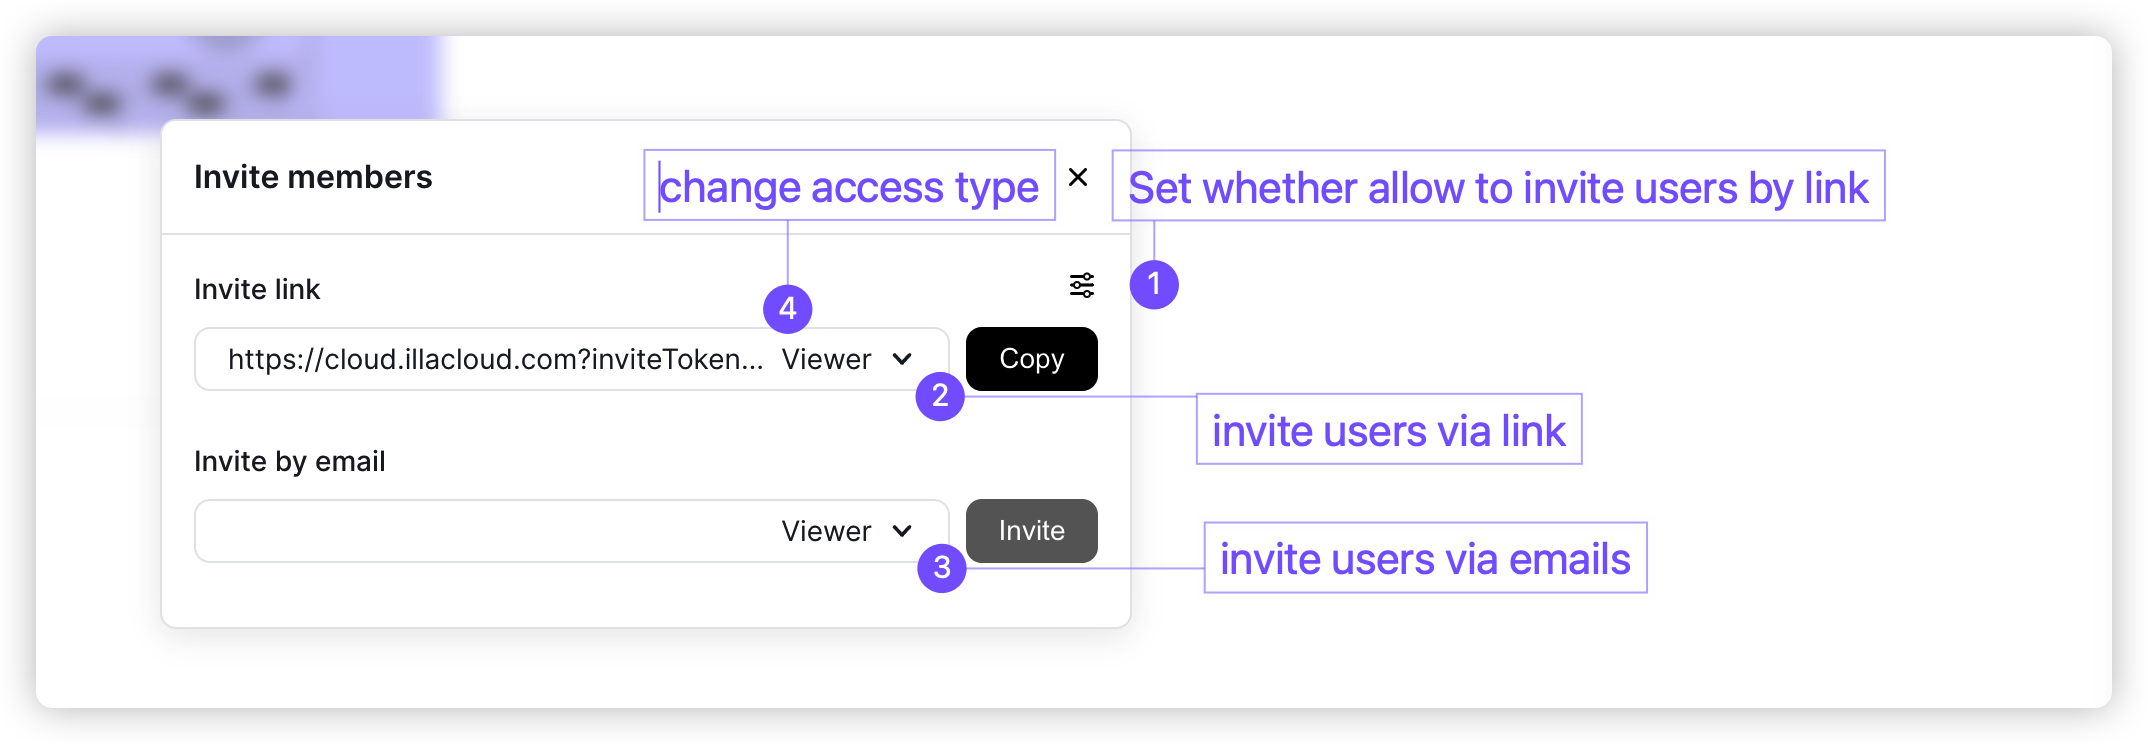 Invite members
change access type
Set whether allow to invite users by link
Invite link
4
1
https://cloud.illacloud.com?inviteToken... Viewer
Copy
2
invite users via link
Invite by email
Viewer
Invite
3
invite users via emails